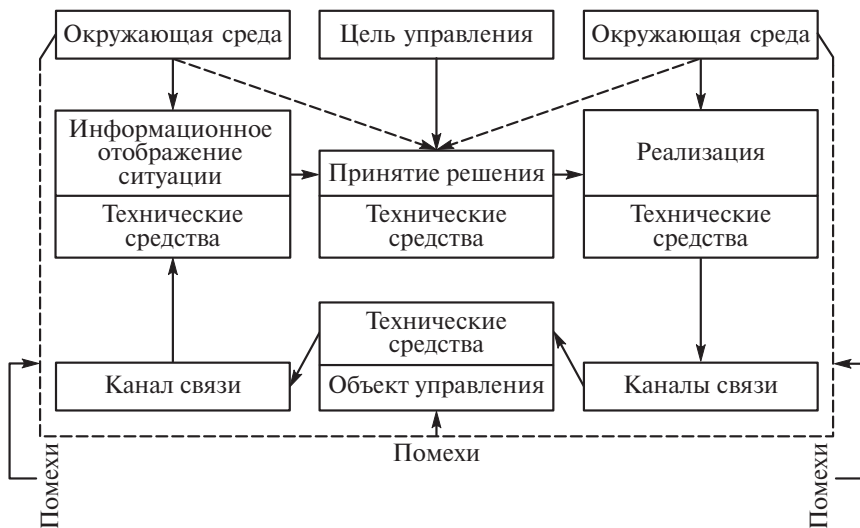 Окружающая среда
Цель управления
Окружающая среда
Информационное
отображение
ситуации
Технические
средства
Принятие решения
Технические
средства
Реализация
Технические
средства
Технические
средства
Объект управления
Канал связи
Каналы связи
Помехи
Помехи
Помехи